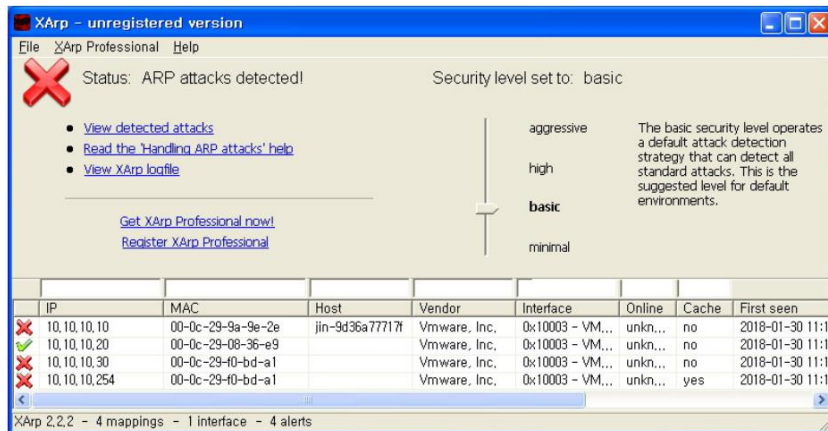 XArp - unregistered version
File XArp Professional Help
Status: ARP attacks detected!
Security level set to: basic
View detected attacks
Read the 'Handling ARP attacks' help
View XArp logfile
Get XArp Professional now!
Register XArp Professional
aggressive
high
basic
minimal
The basic security level operates
a default attack detection
strategy that can detect all
standard attacks. This is the
suggested level for default
environments.
IP MAC Host Vendor Interface Online Cache First seen
10,10,10,10 00-0c-29-9a-9e-2e jin-9d36a77717f Vmware, Inc, 0x10003 - VM,,, unkn,,, no 2018-01-30 11:1
10,10,10,20 00-0c-29-08-36-e9 Vmware, Inc, 0x10003 - VM,,, unkn,,, no 2018-01-30 11:1
10,10,10,30 00-0c-29-f0-bd-a1 Vmware, Inc, 0x10003 - VM,,, unkn,,, no 2018-01-30 11:1
10,10,10,254 00-0c-29-f0-bd-a1 Vmware, Inc, 0x10003 - VM,,, unkn,,, yes 2018-01-30 11:1
XArp 2,2,2 - 4 mappings - 1 interface - 4 alerts